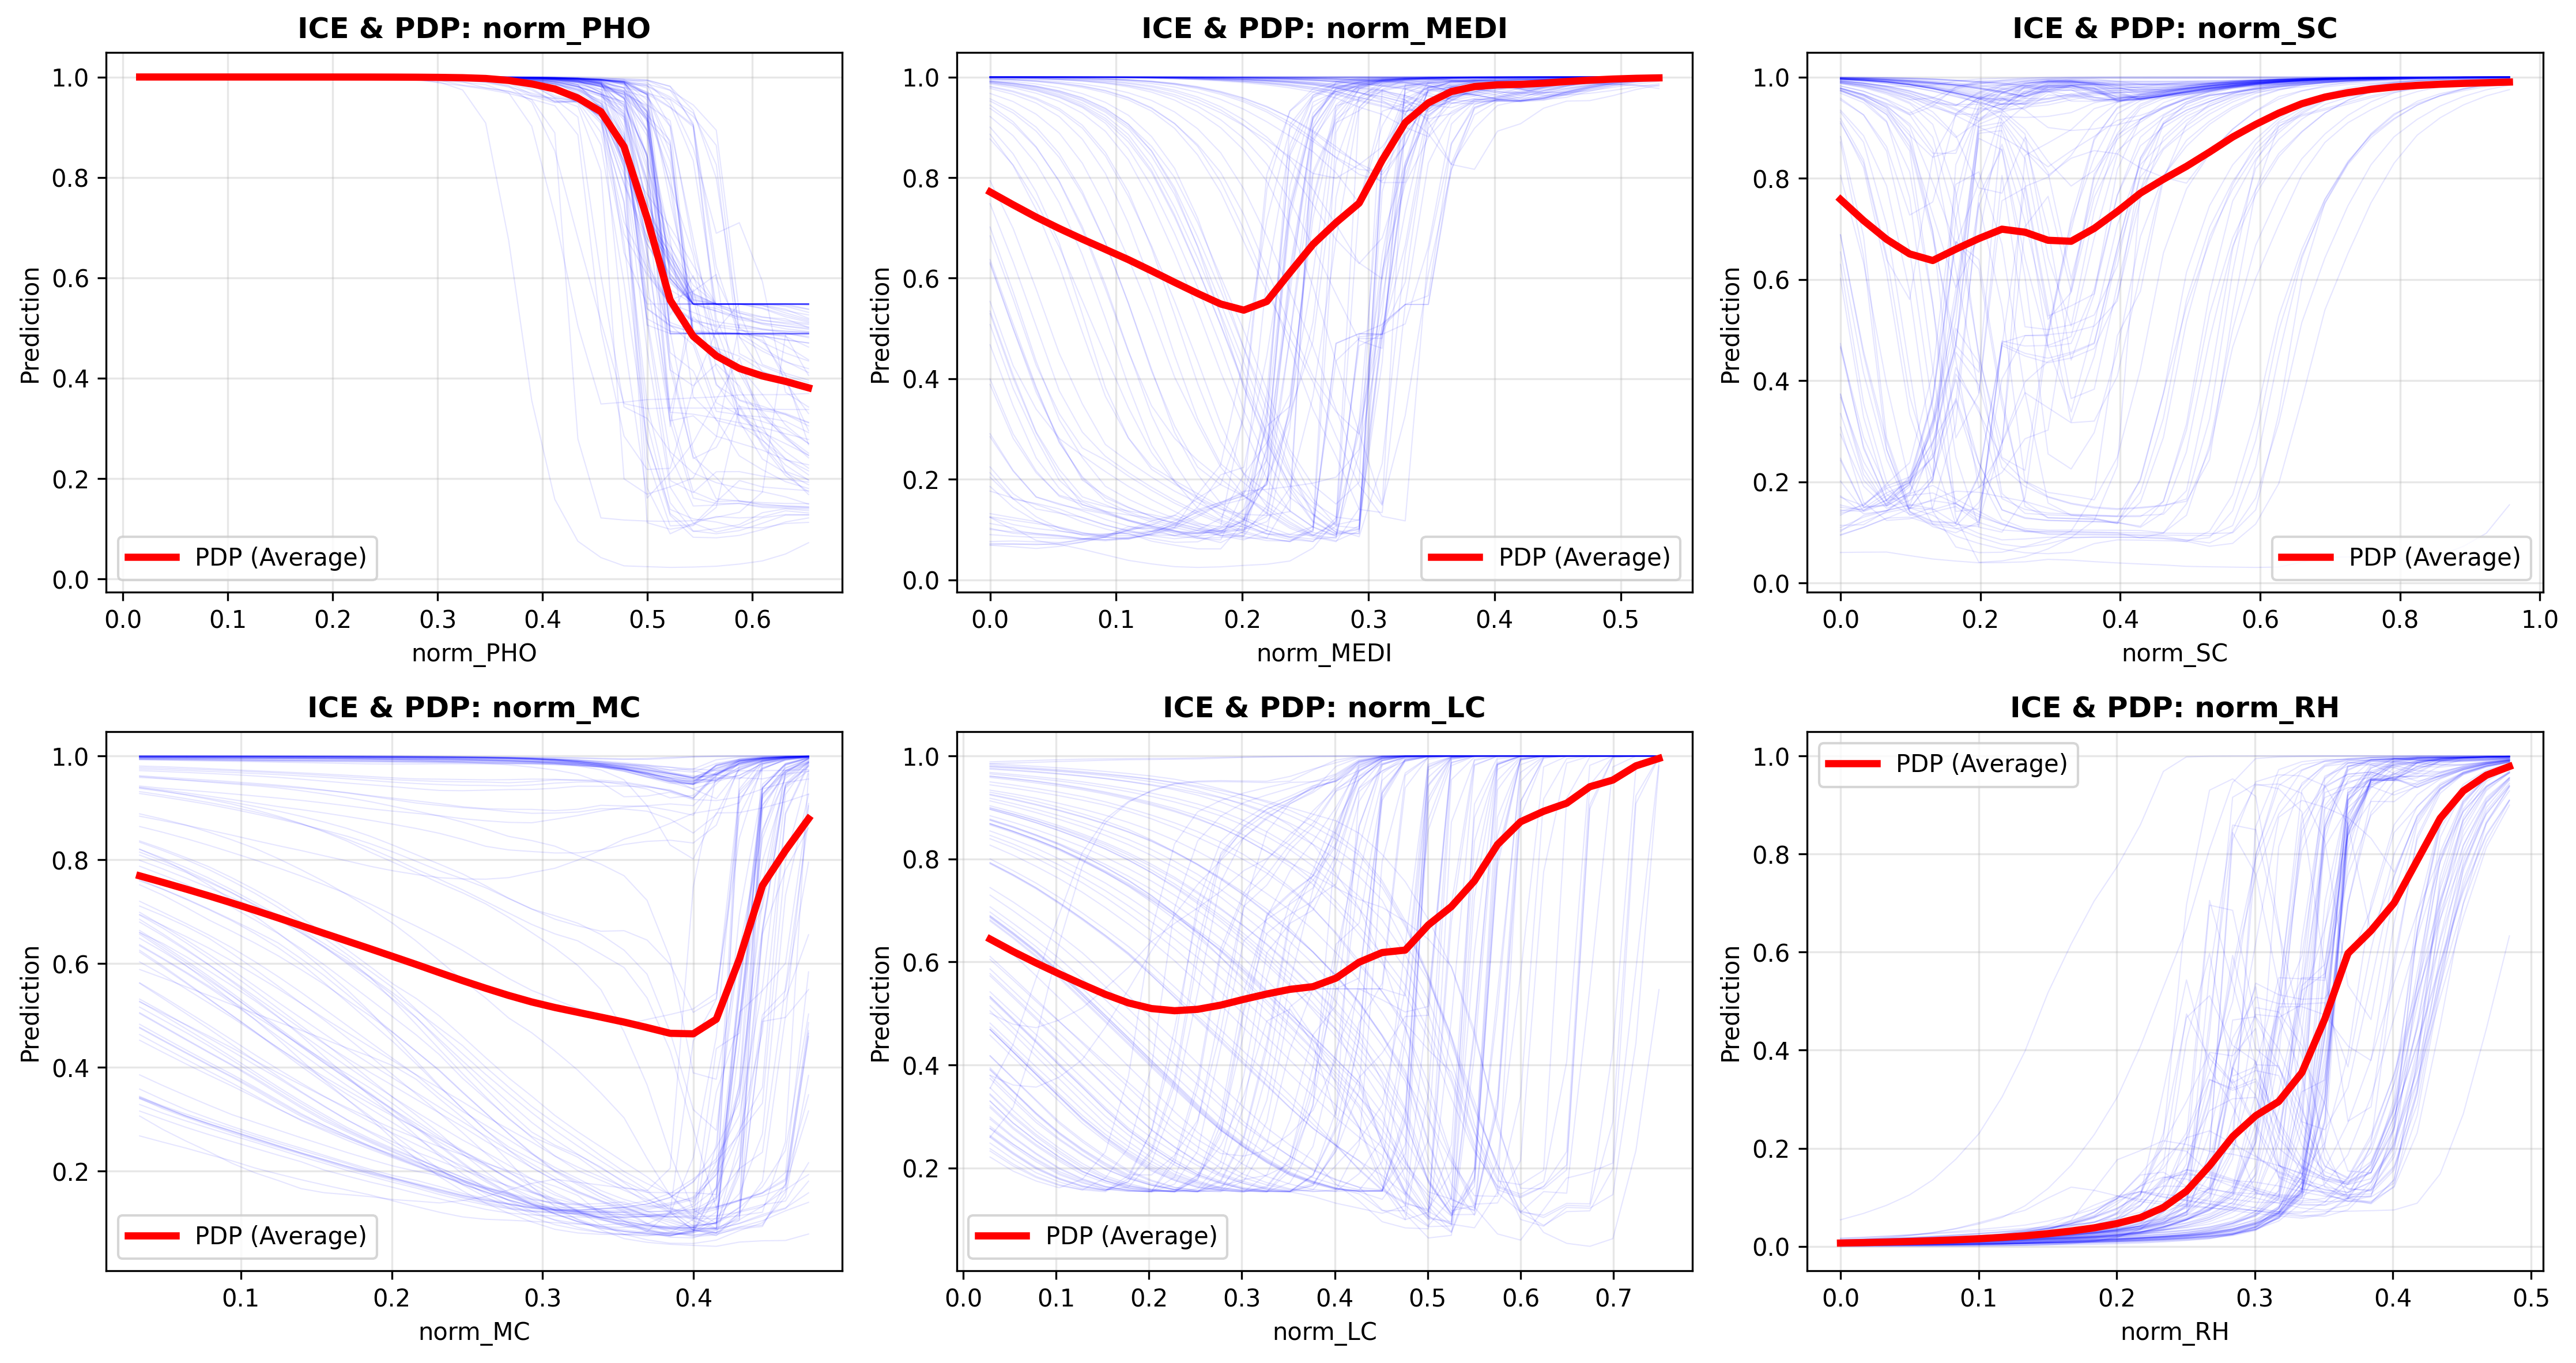 ICE & PDP: norm_PHO
Prediction
1.0
0.8
0.6
0.4
0.2
0.0
PDP (Average)
0.0 0.1 0.2 0.3 0.4 0.5 0.6
norm_PHO
ICE & PDP: norm_MEDI
Prediction
1.0
0.8
0.6
0.4
0.2
0.0
PDP (Average)
0.0 0.1 0.2 0.3 0.4 0.5
norm_MEDI
ICE & PDP: norm_SC
Prediction
1.0
0.8
0.6
0.4
0.2
0.0
PDP (Average)
0.0 0.2 0.4 0.6 0.8 1.0
norm_SC
ICE & PDP: norm_MC
Prediction
1.0
0.8
0.6
0.4
0.2
PDP (Average)
0.1 0.2 0.3 0.4
norm_MC
ICE & PDP: norm_LC
Prediction
1.0
0.8
0.6
0.4
0.2
PDP (Average)
0.0 0.1 0.2 0.3 0.4 0.5 0.6 0.7
norm_LC
ICE & PDP: norm_RH
Prediction
PDP (Average)
1.0
0.8
0.6
0.4
0.2
0.0
0.0 0.1 0.2 0.3 0.4 0.5
norm_RH